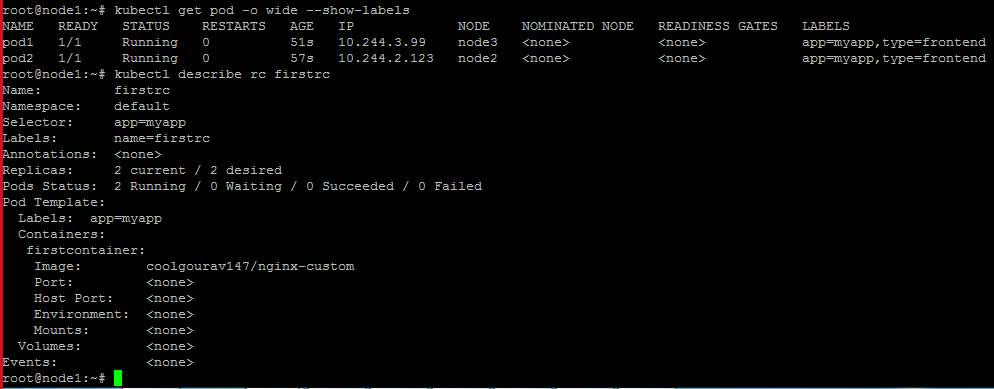 root@node1:~# kubectl get pod -o wide --show-labels
NAME   READY   STATUS    RESTARTS   AGE   IP             NODE    NOMINATED NODE   READINESS GATES   LABELS
pod1   1/1     Running   0          51s   10.244.3.99    node3   <none>           <none>            app=myapp,type=frontend
pod2   1/1     Running   0          57s   10.244.2.123   node2   <none>           <none>            app=myapp,type=frontend
root@node1:~# kubectl describe rc firstrc
Name:         firstrc
Namespace:    default
Selector:     app=myapp
Labels:       name=firstrc
Annotations:  <none>
Replicas:     2 current / 2 desired
Pods Status:  2 Running / 0 Waiting / 0 Succeeded / 0 Failed
Pod Template:
  Labels:  app=myapp
  Containers:
   firstcontainer:
    Image:        coolgourav147/nginx-custom
    Port:         <none>
    Host Port:    <none>
    Environment:  <none>
    Mounts:       <none>
  Volumes:        <none>
Events:           <none>
root@node1:~#